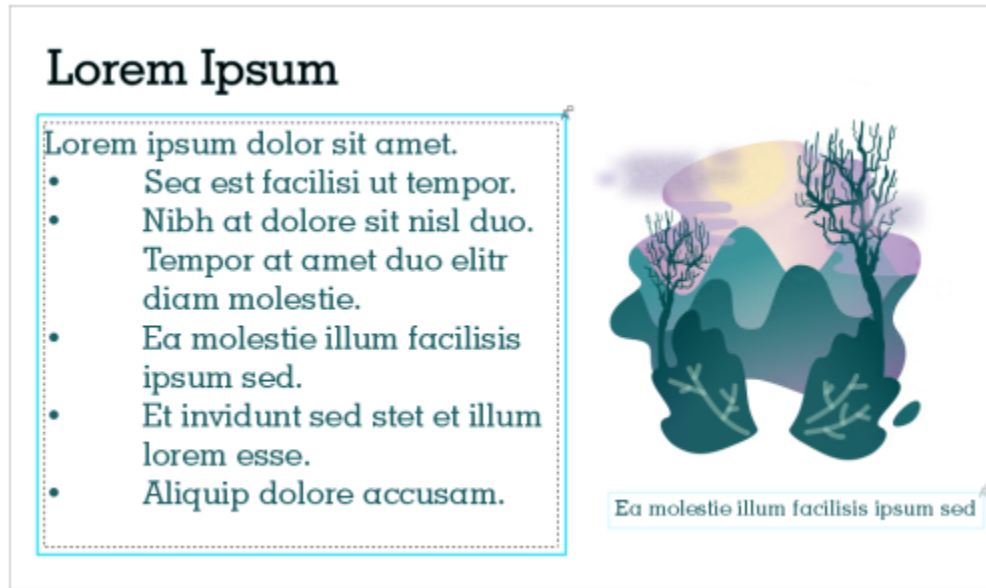 Lorem Ipsum
Lorem ipsum dolor sit amet.
• Sea est facilisi ut tempor.
• Nibh at dolore sit nisl duo.
Tempor at amet duo elitr
diam molestie.
• Ea molestie illum facilisis
ipsum sed.
• Et invidunt sed stet et illum
lorem esse.
• Aliquip dolore accusam.
Ea molestie illum facilisis ipsum sed